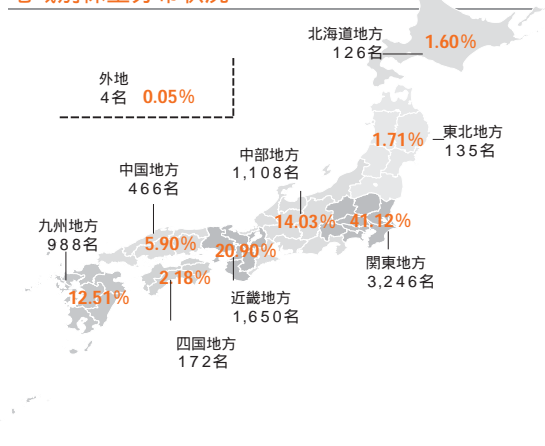 北海道地方
126名
1.60%
外地
4名 0.05%
東北地方
135名
1.71%
中部地方
1,108名
14.03%
中国地方
466名
5.90%
41.12%
関東地方
3,246名
九州地方
988名
12.51%
20.90%
近畿地方
1,650名
2.18%
四国地方
172名